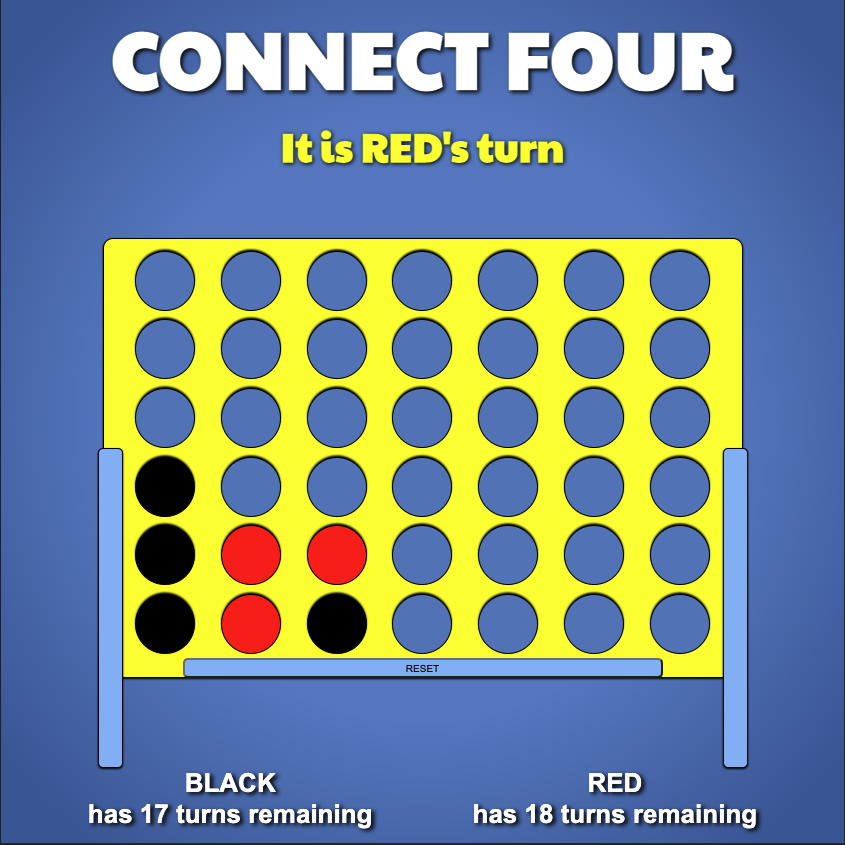 CONNECT FOUR
It is RED's turn
RESET
BLACK
has 17 turns remaining
RED
has 18 turns remaining